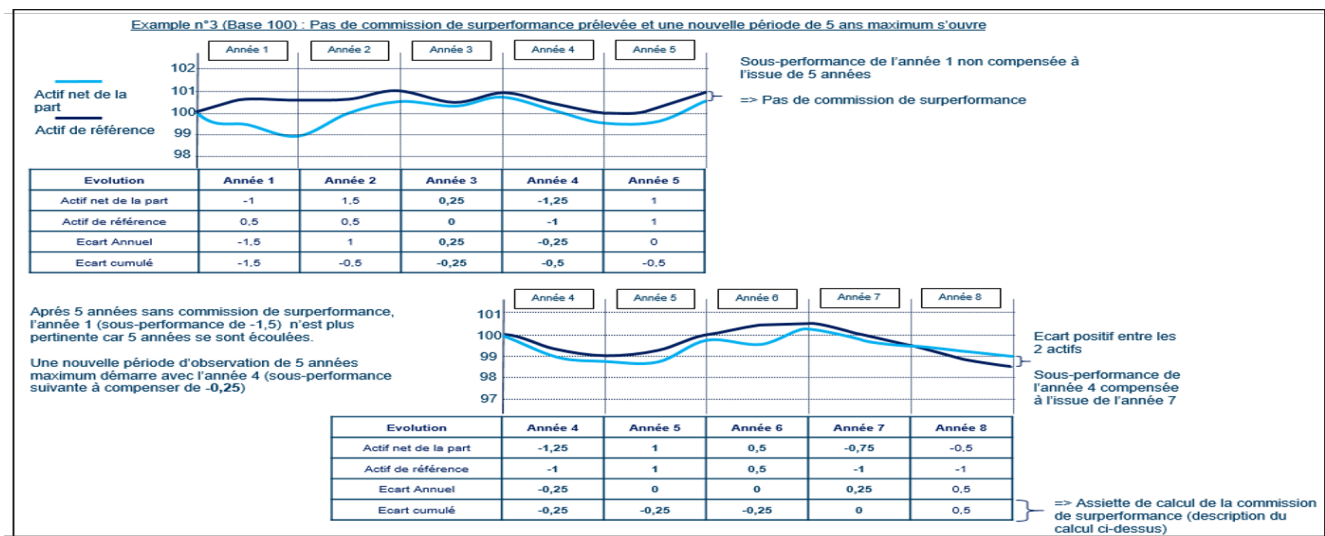 Example n°3 (Base 100) : Pas de commission de surperformance prélevée et une nouvelle période de 5 ans maximum s'ouvre
Année 1 Année 2 Année 3 Année 4 Année 5
Actif net de la
part
Actif de référence
102
101
100
99
98
Sous-performance de l'année 1 non compensée à
l'issue de 5 années
=> Pas de commission de surperformance
Evolution Année 1 Année 2 Année 3 Année 4 Année 5
Actif net de la part -1 1,5 0,25 -1,25 1
Actif de référence 0,5 0,5 0 -1 1
Ecart Annuel -1,5 1 0,25 -0,25 0
Ecart cumulé -1,5 -0,5 -0,25 -0,5 -0,5
Aprés 5 années sans commission de surperformance,
l'année 1 (sous-performance de -1,5) n'est plus
pertinente car 5 années se sont écoulées.
Une nouvelle période d'observation de 5 années
maximum démarre avec l'année 4 (sous-performance
suivante à compenser de -0,25)
Année 4 Année 5 Année 6 Année 7 Année 8
101
100
99
98
97
Ecart positif entre les
2 actifs
Sous-performance de
l'année 4 compensée
à l'issue de l'année 7
Evolution Année 4 Année 5 Année 6 Année 7 Année 8
Actif net de la part -1,25 1 0,5 -0,75 -0,5
Actif de référence -1 1 0,5 -1 -1
Ecart Annuel -0,25 0 0 0,25 0,5
Ecart cumulé -0,25 -0,25 -0,25 0 0,5
=> Assiette de calcul de la commission
de surperformance (description du
calcul ci-dessus)